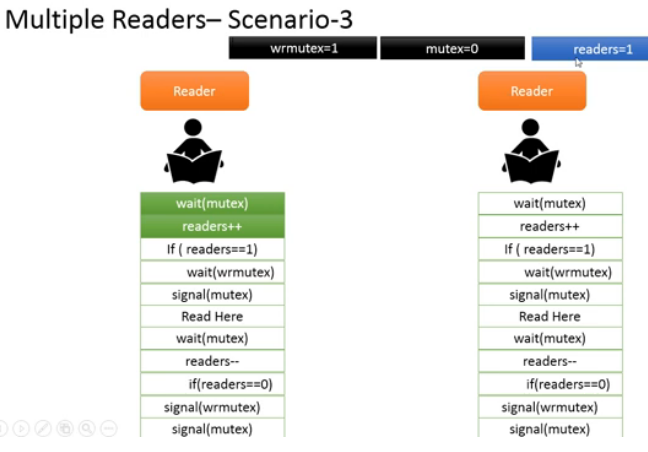 Multiple Readers– Scenario-3
wrmutex=1
mutex=0
readers=1
Reader
wait(mutex)
readers++
If ( readers==1)
wait(wrmutex)
signal(mutex)
Read Here
wait(mutex)
readers--
if(readers==0)
signal(wrmutex)
signal(mutex)
Reader
wait(mutex)
readers++
If ( readers==1)
wait(wrmutex)
signal(mutex)
Read Here
wait(mutex)
readers--
if(readers==0)
signal(wrmutex)
signal(mutex)